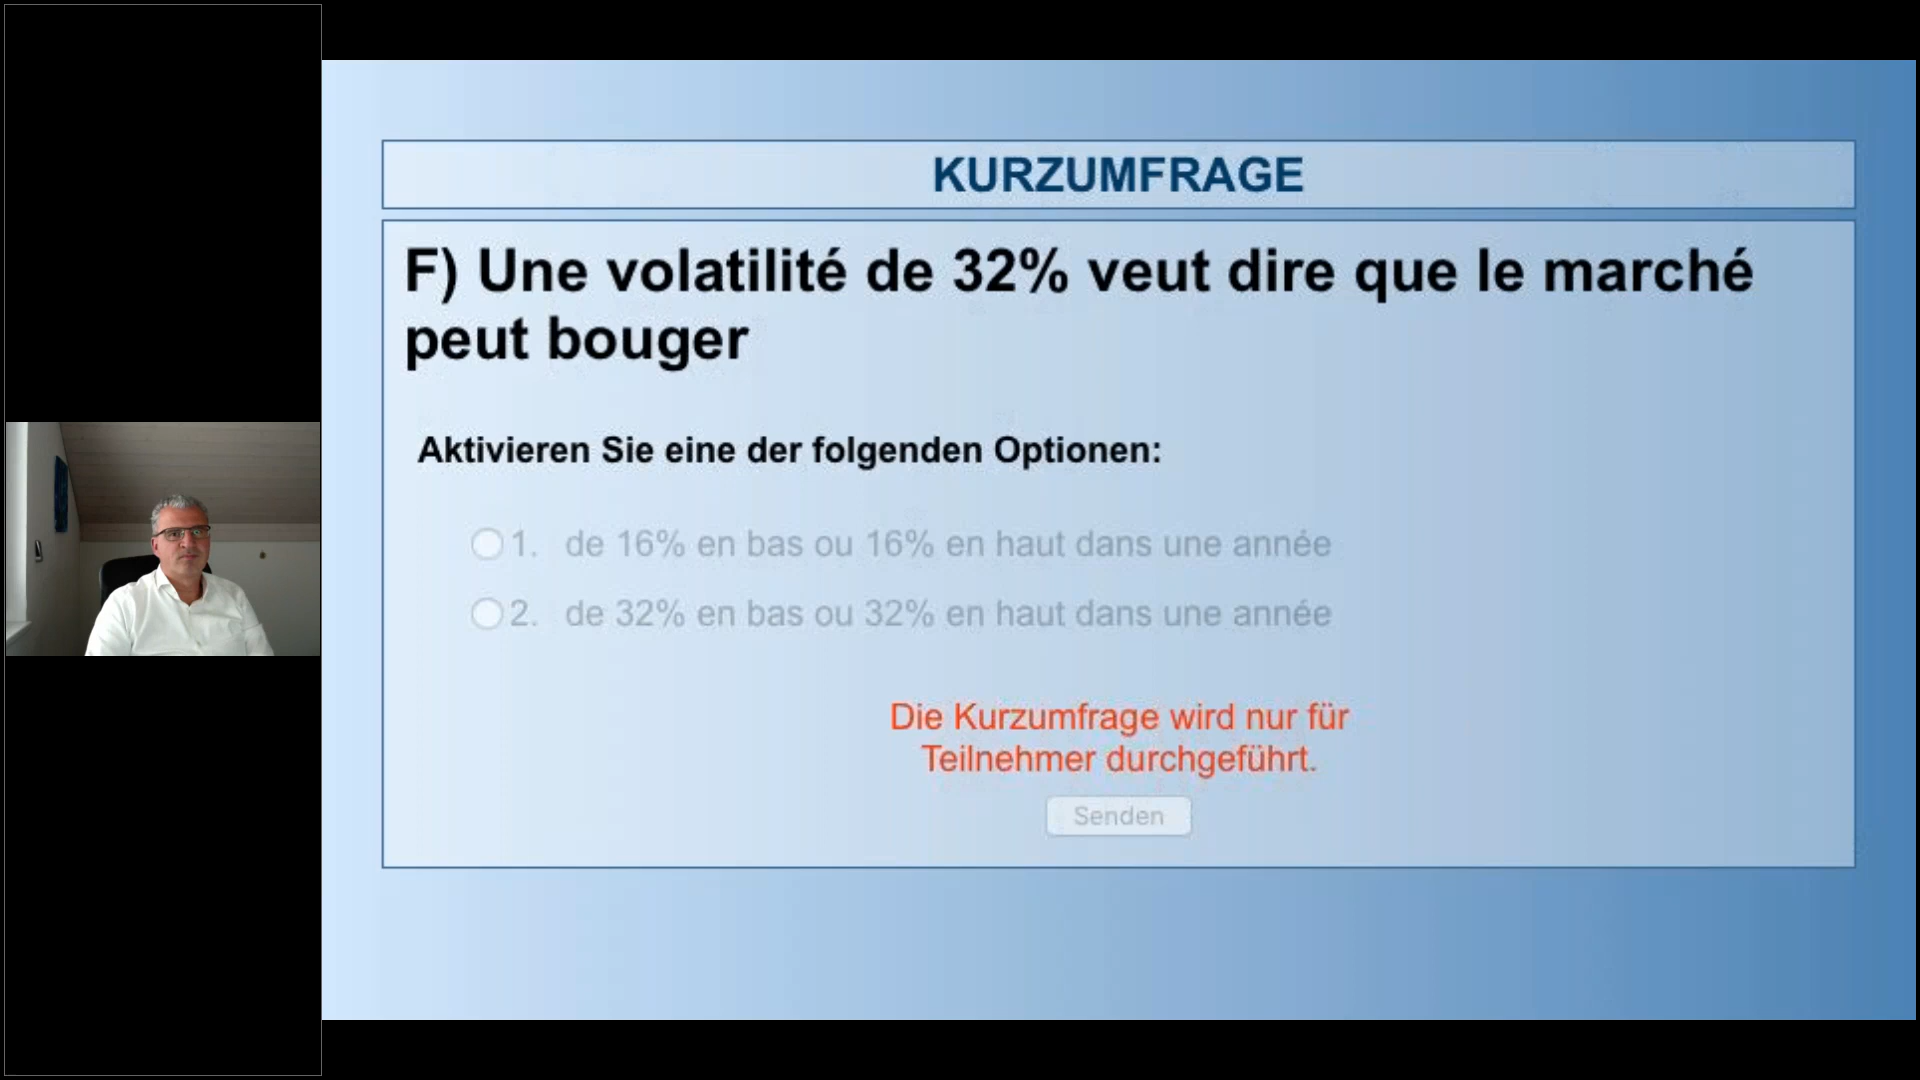 KURZUMFRAGE
F) Une volatilité de 32% veut dire que le marché
peut bouger
Aktivieren Sie eine der folgenden Optionen:
1. de 16% en bas ou 16% en haut dans une année
2. de 32% en bas ou 32% en haut dans une année
Die Kurzumfrage wird nur für
Teilnehmer durchgeführt.
Senden